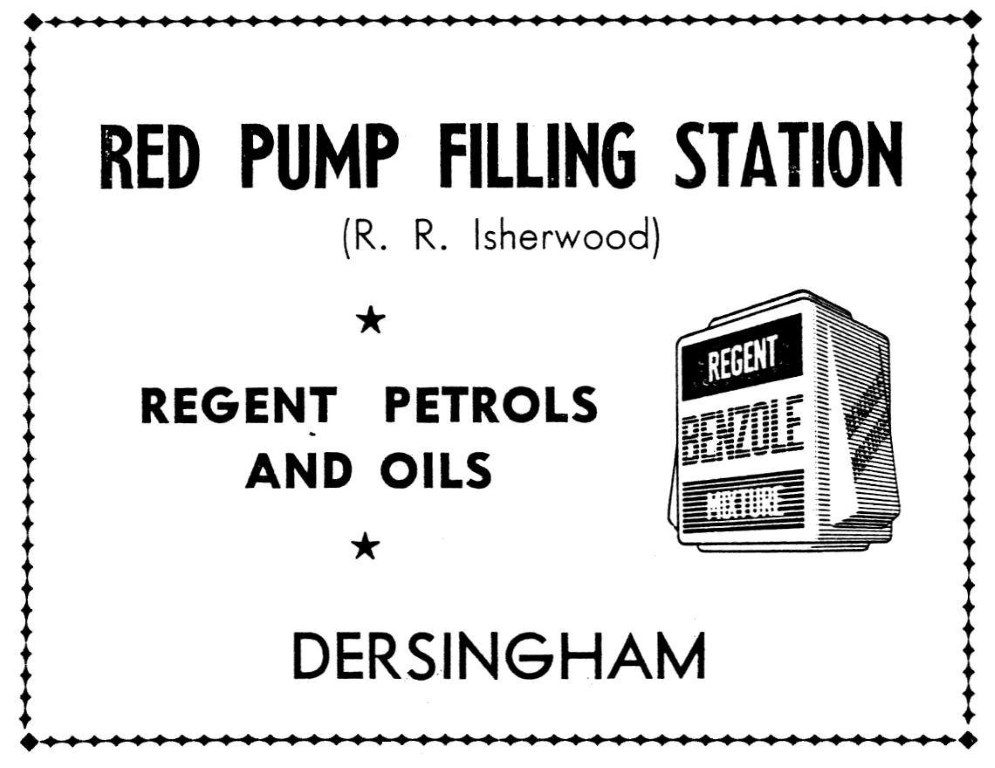 RED PUMP FILLING STATION
(R. R. Isherwood)
REGENT PETROLS
AND OILS
REGENT
BENZOLE
MIXTURE
DERSINGHAM